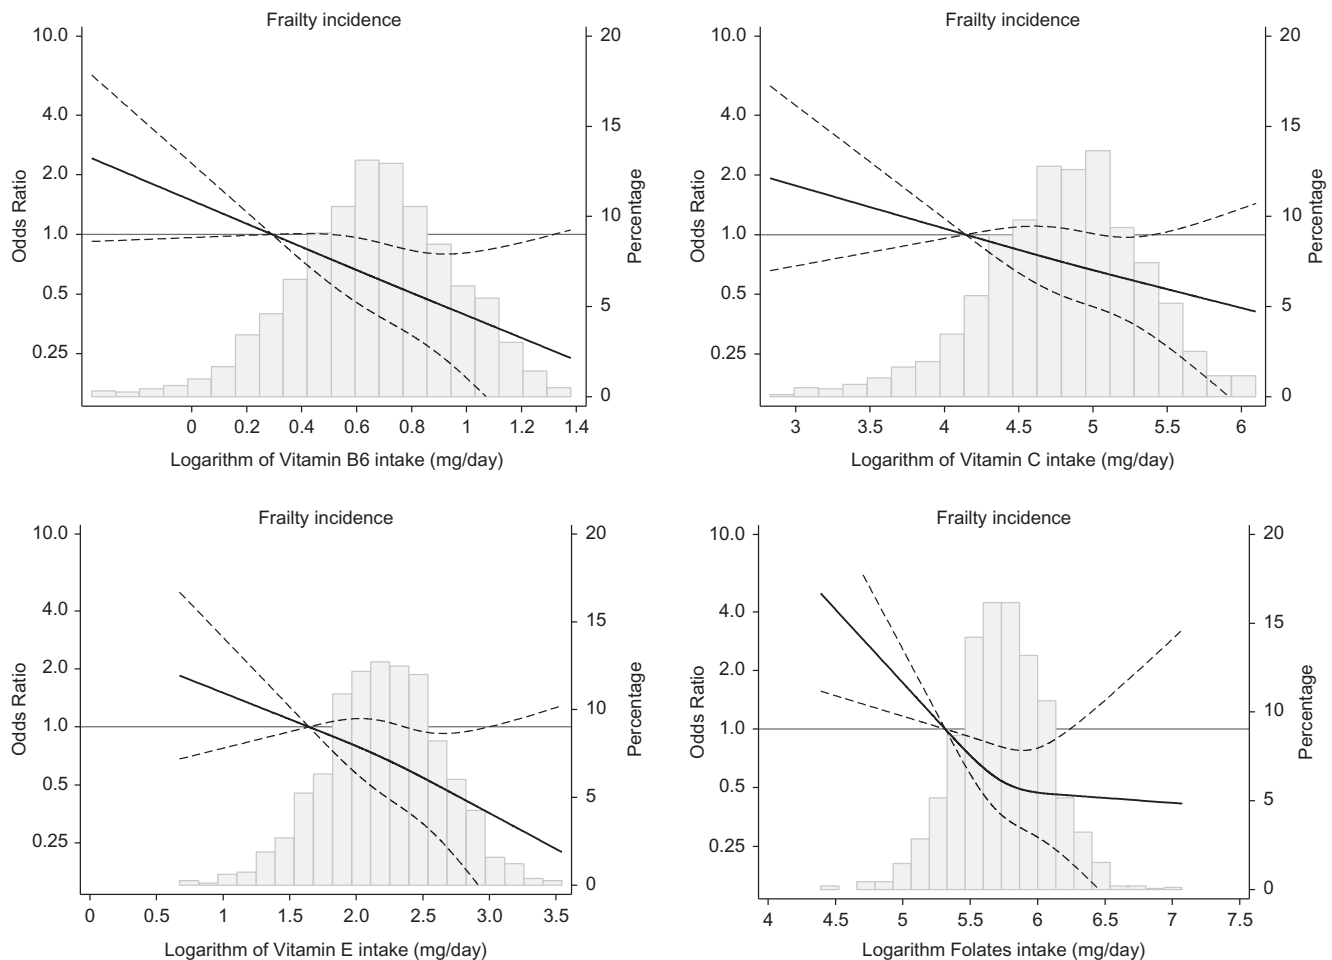 Frailty incidence
10.0
4.0
2.0
1.0
0.5
0.25
Odds Ratio
20
15
10
5
0
Percentage
0 0.2 0.4 0.6 0.8 1 1.2 1.4
Logarithm of Vitamin B6 intake (mg/day)
Frailty incidence
10.0
4.0
2.0
1.0
0.5
0.25
Odds Ratio
20
15
10
5
0
Percentage
3 3.5 4 4.5 5 5.5 6
Logarithm of Vitamin C intake (mg/day)
Frailty incidence
10.0
4.0
2.0
1.0
0.5
0.25
Odds Ratio
20
15
10
5
0
Percentage
0 0.5 1 1.5 2.0 2.5 3.0 3.5
Logarithm of Vitamin E intake (mg/day)
Frailty incidence
10.0
4.0
2.0
1.0
0.5
0.25
Odds Ratio
20
15
10
5
0
Percentage
4 4.5 5 5.5 6 6.5 7 7.5
Logarithm Folates intake (mg/day)